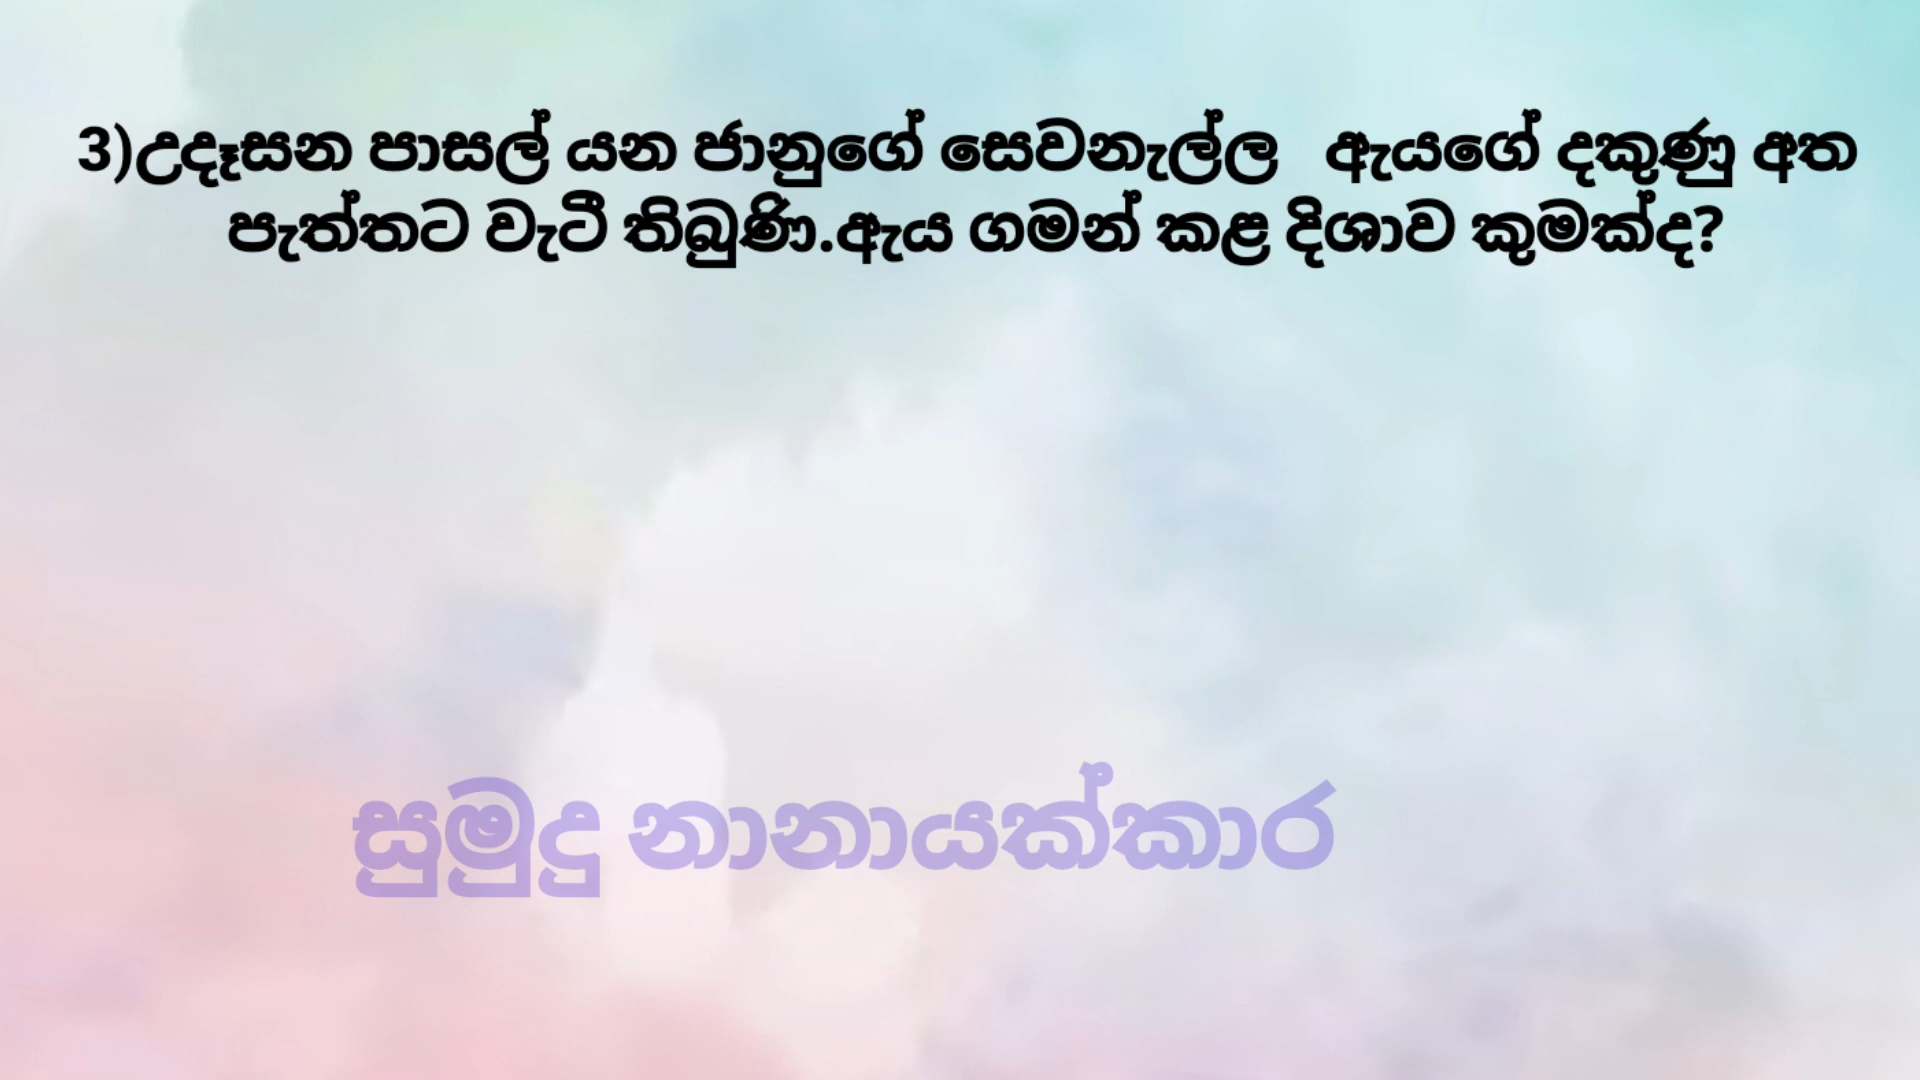 3)උදෑසන පාසල් යන ජානුගේ සෙවනැල්ල ඇයගේ දකුණු අත
පැත්තට වැටී තිබුණි.ඇය ගමන් කළ දිශාව කුමක්ද?
සුමුදු නානායක්කාර